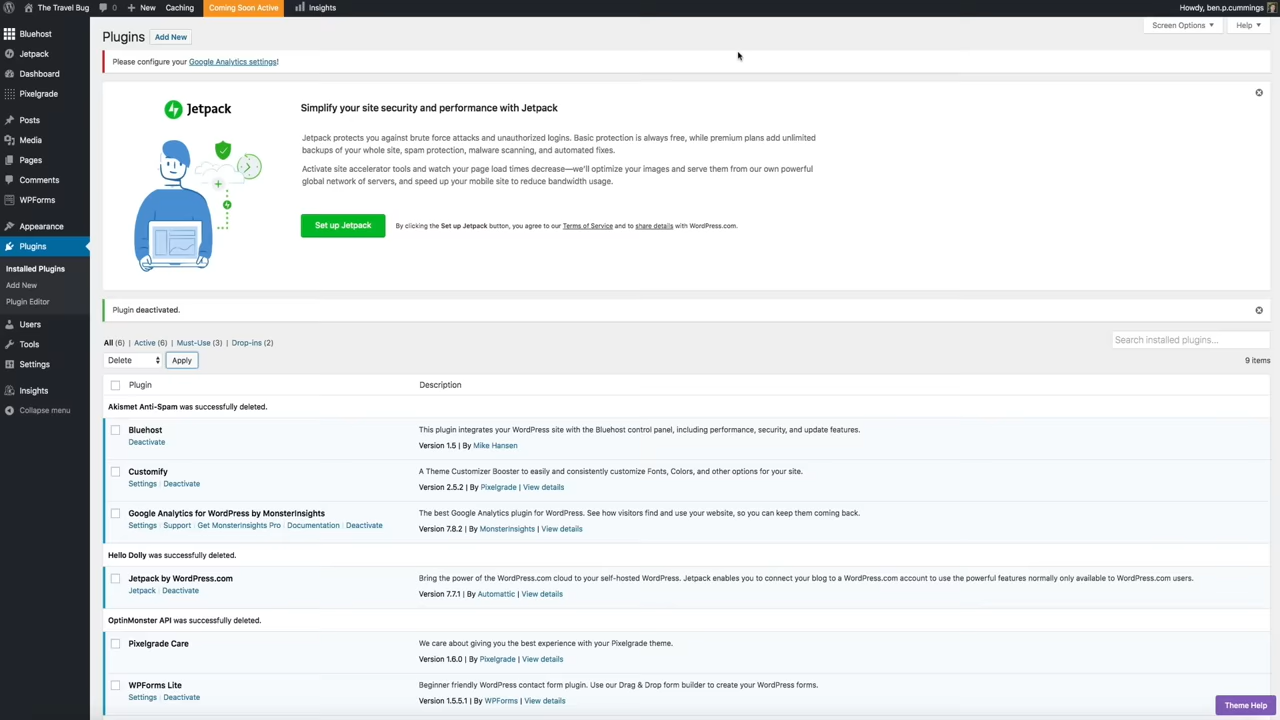 The Travel Bug 0 New Caching Coming Soon Active Insights Howdy, ben.p.cummings
Screen Options Help
Bluehost
Jetpack
Dashboard
Pixelgrade
Posts
Media
Pages
Comments
WPForms
Appearance
Plugins
Installed Plugins
Add New
Plugin Editor
Users
Tools
Settings
Insights
Collapse menu
Plugins Add New
Please configure your Google Analytics settings!
Jetpack
Simplify your site security and performance with Jetpack
Jetpack protects you against brute force attacks and unauthorized logins. Basic protection is always free, while premium plans add unlimited
backups of your whole site, spam protection, malware scanning, and automated fixes.
Activate site accelerator tools and watch your page load times decrease—we'll optimize your images and serve them from our own powerful
global network of servers, and speed up your mobile site to reduce bandwidth usage.
Set up Jetpack By clicking the Set up Jetpack button, you agree to our Terms of Service and to share details with WordPress.com.
Plugin deactivated.
All (6) | Active (6) | Must-Use (3) | Drop-ins (2)
Search installed plugins...
Delete Apply
9 items
Plugin Description
Akismet Anti-Spam was successfully deleted.
Bluehost This plugin integrates your WordPress site with the Bluehost control panel, including performance, security, and update features.
Deactivate
Version 1.5 | By Mike Hansen
Customify A Theme Customizer Booster to easily and consistently customize Fonts, Colors, and other options for your site.
Settings | Deactivate
Version 2.5.2 | By Pixelgrade | View details
Google Analytics for WordPress by MonsterInsights The best Google Analytics plugin for WordPress. See how visitors find and use your website, so you can keep them coming back.
Settings | Support | Get MonsterInsights Pro | Documentation | Deactivate
Version 7.8.2 | By MonsterInsights | View details
Hello Dolly was successfully deleted.
Jetpack by WordPress.com Bring the power of the WordPress.com cloud to your self-hosted WordPress. Jetpack enables you to connect your blog to a WordPress.com account to use the powerful features normally only available to WordPress.com users.
Jetpack | Deactivate
Version 7.7.1 | By Automattic | View details
OptinMonster API was successfully deleted.
Pixelgrade Care We care about giving you the best experience with your Pixelgrade theme.
Version 1.6.0 | By Pixelgrade | View details
WPForms Lite Beginner friendly WordPress contact form plugin. Use our Drag & Drop form builder to create your WordPress forms.
Settings | Deactivate
Version 1.5.5.1 | By WPForms | View details
Theme Help